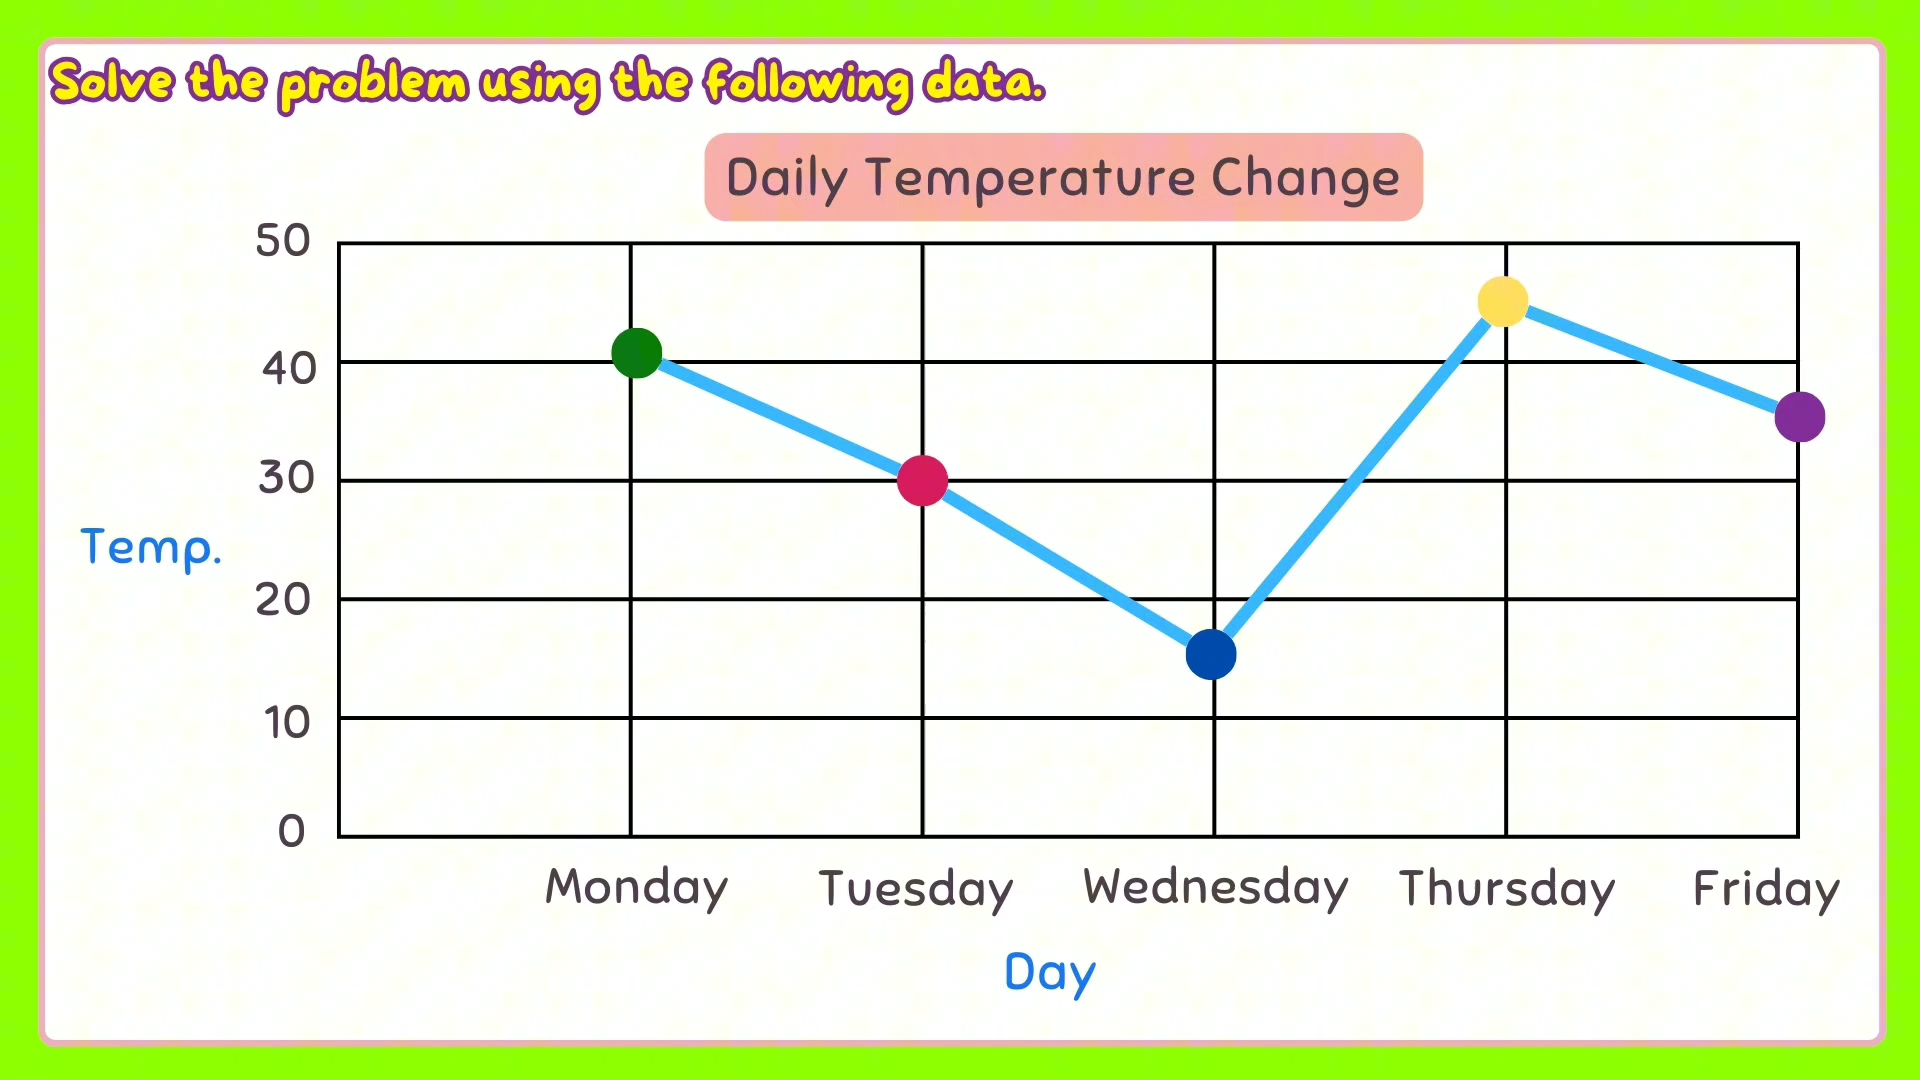 Solve the problem using the following data.
Daily Temperature Change
50
40
30
Temp.
20
10
0
Monday Tuesday Wednesday Thursday Friday
Day